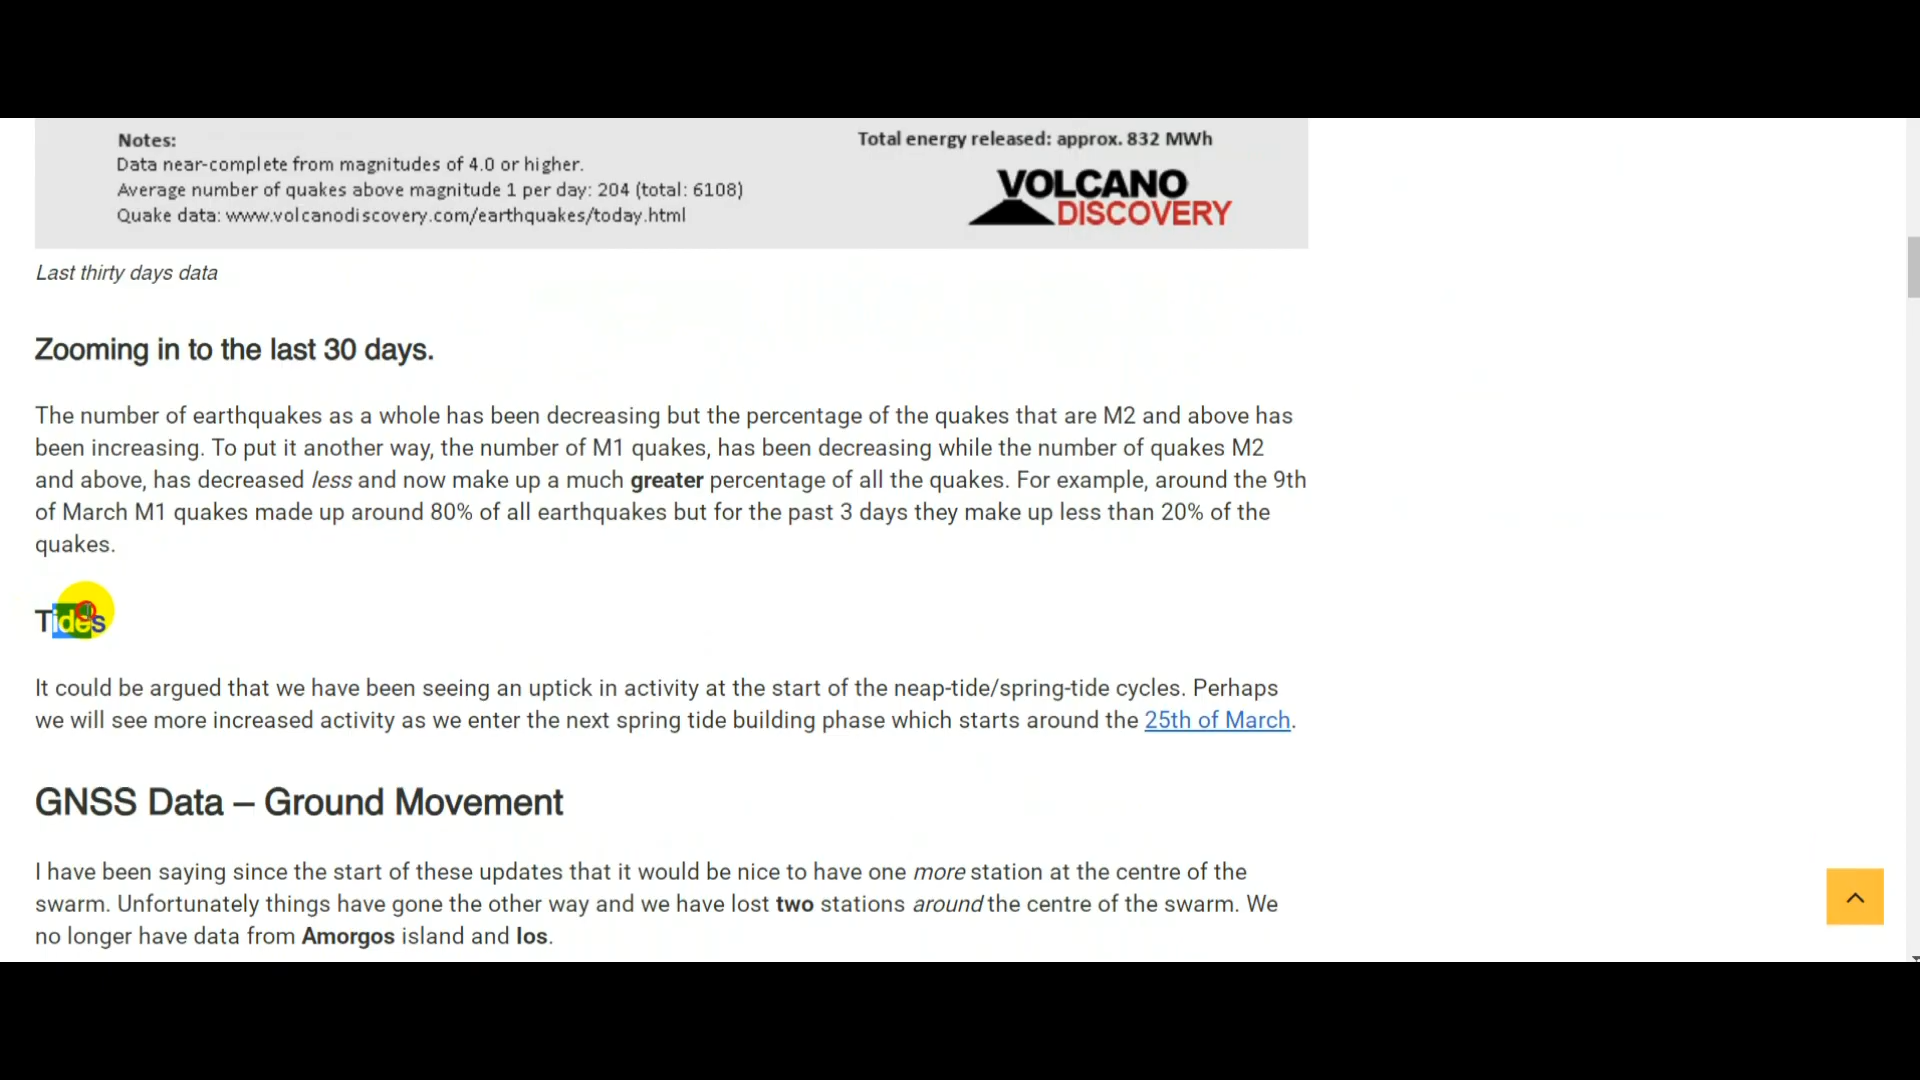 Notes:
Data near-complete from magnitudes of 4.0 or higher.
Average number of quakes above magnitude 1 per day: 204 (total: 6108)
Quake data: www.volcanodiscovery.com/earthquakes/today.html
Total energy released: approx. 832 MWh
VOLCANO
DISCOVERY
Last thirty days data
Zooming in to the last 30 days.
The number of earthquakes as a whole has been decreasing but the percentage of the quakes that are M2 and above has
been increasing. To put it another way, the number of M1 quakes, has been decreasing while the number of quakes M2
and above, has decreased less and now make up a much greater percentage of all the quakes. For example, around the 9th
of March M1 quakes made up around 80% of all earthquakes but for the past 3 days they make up less than 20% of the
quakes.
Tides
It could be argued that we have been seeing an uptick in activity at the start of the neap-tide/spring-tide cycles. Perhaps
we will see more increased activity as we enter the next spring tide building phase which starts around the 25th of March.
GNSS Data – Ground Movement
I have been saying since the start of these updates that it would be nice to have one more station at the centre of the
swarm. Unfortunately things have gone the other way and we have lost two stations around the centre of the swarm. We
no longer have data from Amorgos island and Ios.